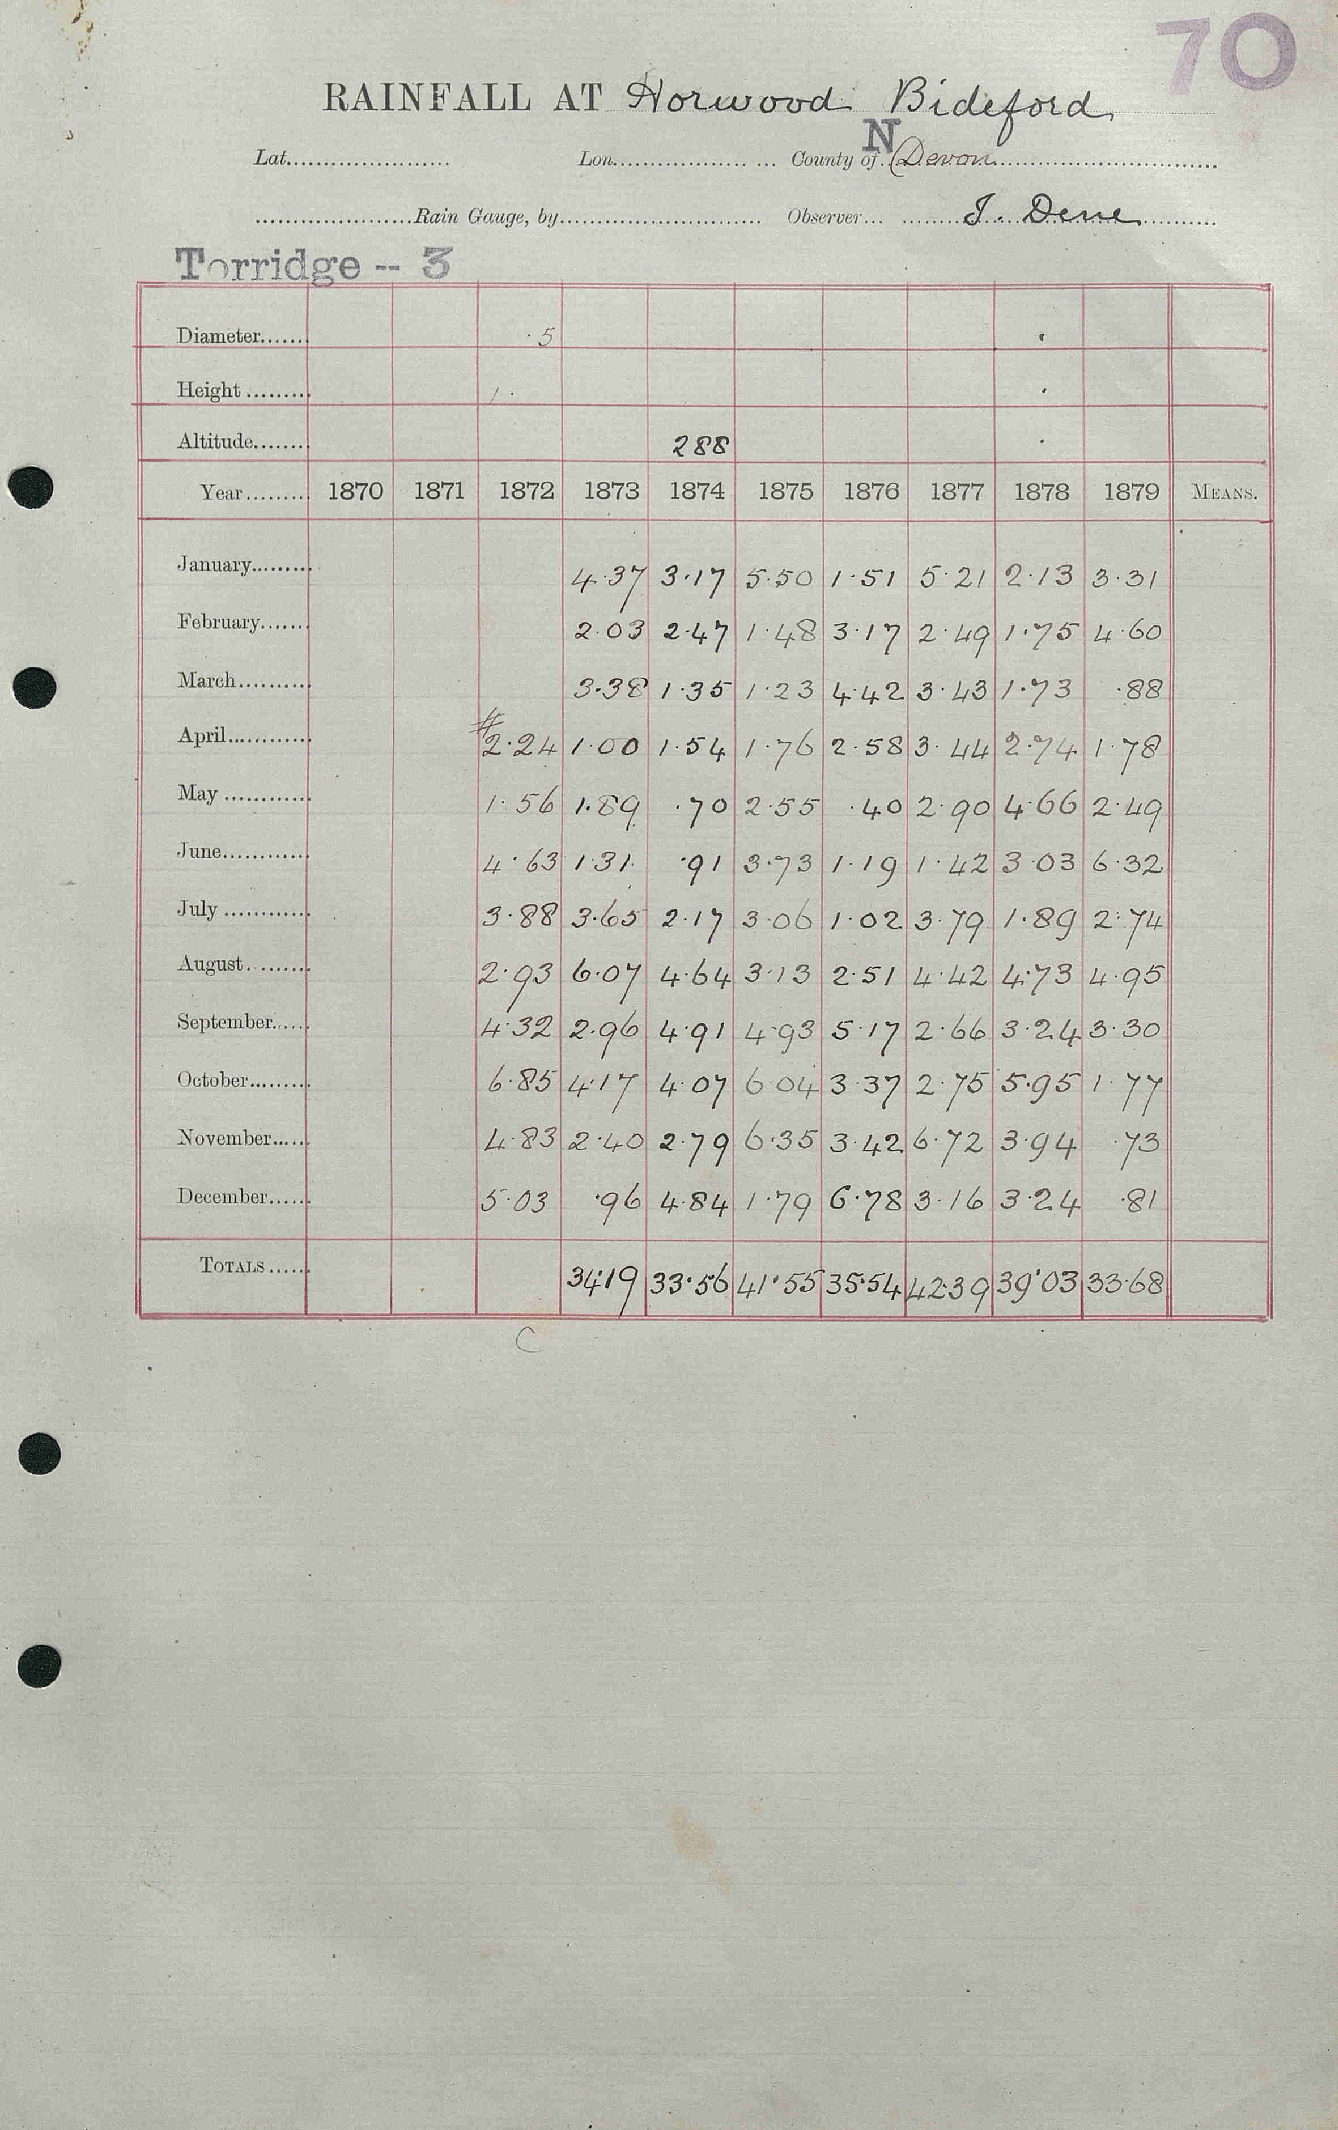 70
RAINFALL AT Horwood Bideford
N
Lat...................... Lon................... ... County of Devon
Rain Gauge, by............................ Observer... J. Dene
Torridge -- 3
Diameter....... ·5
Height ......... 1 ·
Altitude....... 288
Year........ 1870 1871 1872 1873 1874 1875 1876 1877 1878 1879 MEANS.
January......... 4·37 3·17 5·50 1·51 5·21 2·13 3·31
February....... 2·03 2·47 1·48 3·17 2·49 1·75 4·60
March.......... 3·38 1·35 1·23 4·42 3·43 1·73 ·88
April............ #2·24 1·00 1·54 1·76 2·58 3·44 2·74 1·78
May ............ 1·56 1·89 ·70 2·55 ·40 2·90 4·66 2·49
June............ 4·63 1·31 ·91 3·73 1·19 1·42 3·03 6·32
July ............ 3·88 3·65 2·17 3·06 1·02 3·79 1·89 2·74
August......... 2·93 6·07 4·64 3·13 2·51 4·42 4·73 4·95
September...... 4·32 2·96 4·91 4·93 5·17 2·66 3·24 3·30
October......... 6·85 4·17 4·07 6·04 3·37 2·75 5·95 1·77
November...... 4·83 2·40 2·79 6·35 3·42 6·72 3·94 ·73
December...... 5·03 ·96 4·84 1·79 6·78 3·16 3·24 ·81
TOTALS...... 34·19 33·56 41·55 35·54 42·39 39·03 33·68
C